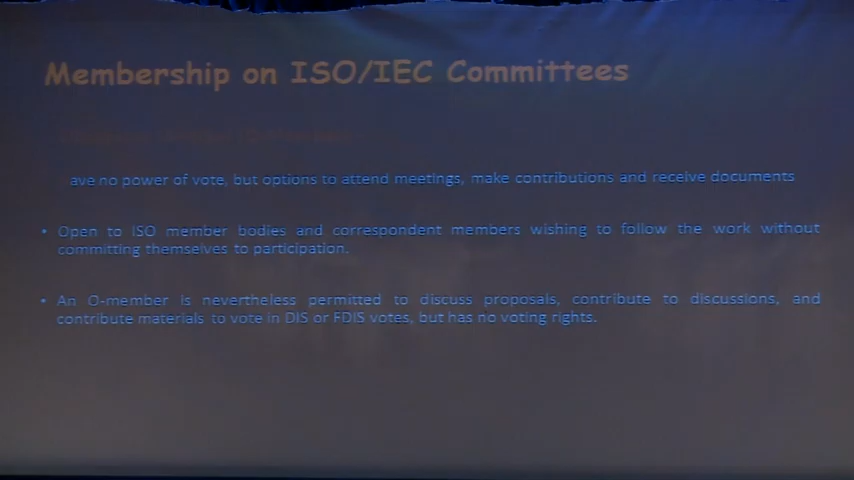 Membership on ISO/IEC Committees
ave no power of vote, but options to attend meetings, make contributions and receive documents
• Open to ISO member bodies and correspondent members wishing to follow the work without
committing themselves to participation.
• An O-member is nevertheless permitted to discuss proposals, contribute to discussions, and
contribute materials to vote in DIS or FDIS votes, but has no voting rights.